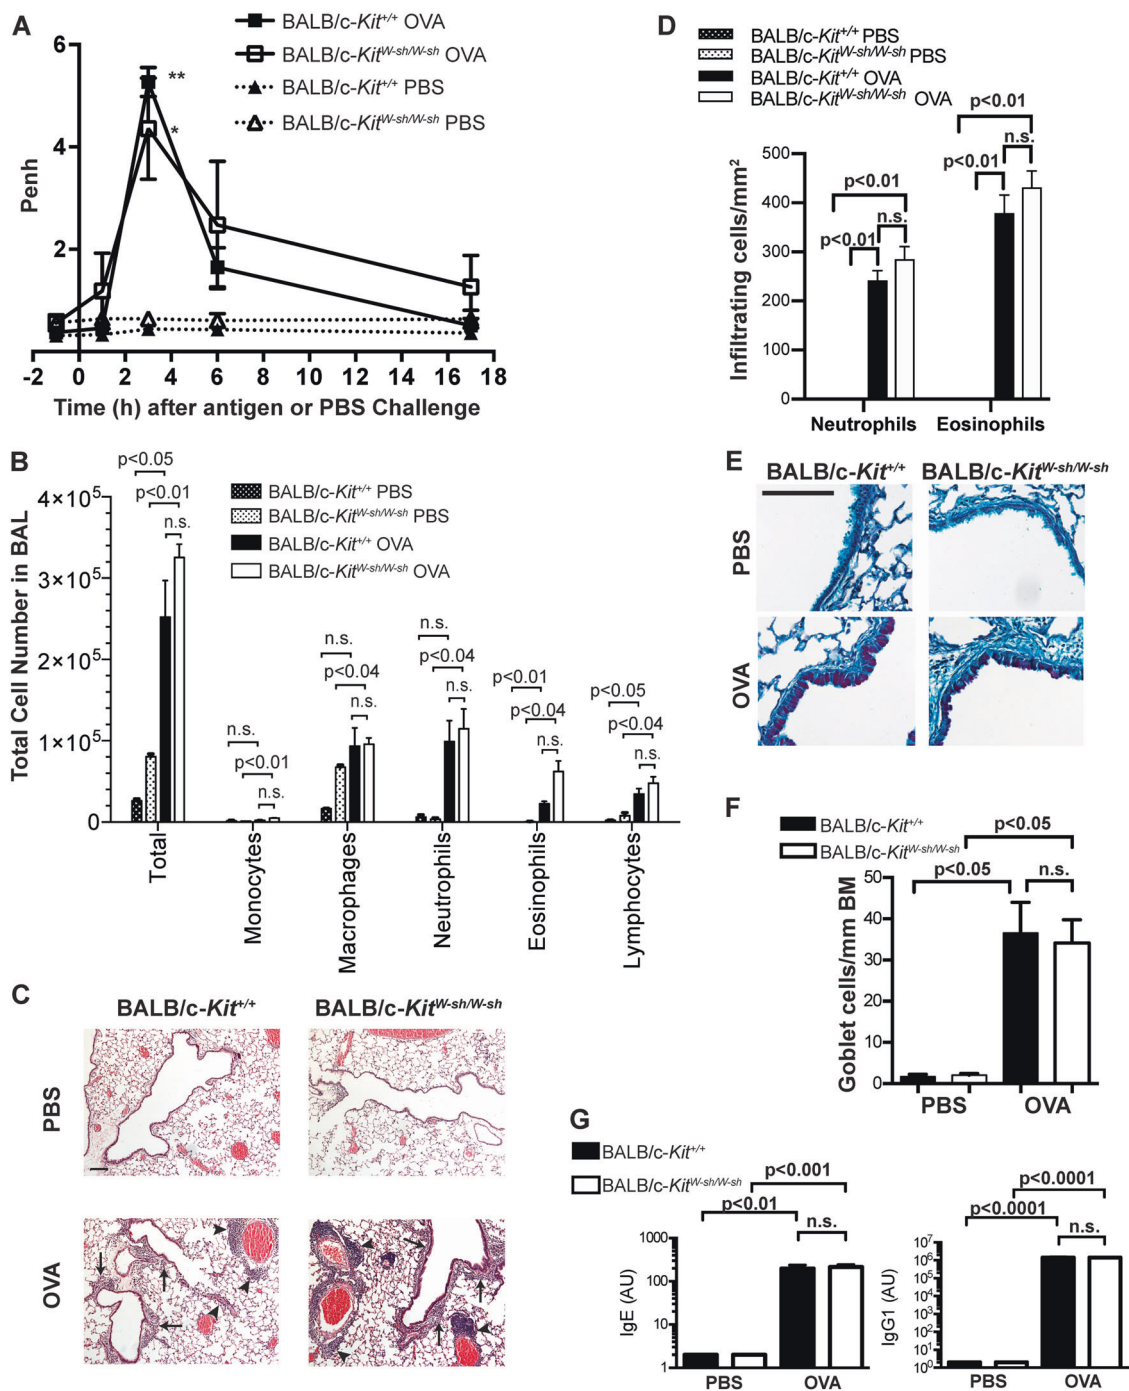 A
BALB/c-Kit+/+ OVA
BALB/c-KitW-sh/W-sh OVA
BALB/c-Kit+/+ PBS
BALB/c-KitW-sh/W-sh PBS
Penh
6
4
2
**
*
-2 0 2 4 6 8 10 12 14 16 18
Time (h) after antigen or PBS Challenge
B
BALB/c-Kit+/+ PBS
BALB/c-KitW-sh/W-sh PBS
BALB/c-Kit+/+ OVA
BALB/c-KitW-sh/W-sh OVA
Total Cell Number in BAL
4×10⁵
3×10⁵
2×10⁵
1×10⁵
0
p<0.05
p<0.01
n.s.
n.s.
p<0.01
n.s.
n.s.
p<0.04
n.s.
n.s.
p<0.04
n.s.
p<0.01
p<0.04
n.s.
p<0.05
p<0.04
n.s.
Total
Monocytes
Macrophages
Neutrophils
Eosinophils
Lymphocytes
C
BALB/c-Kit+/+ BALB/c-KitW-sh/W-sh
PBS
OVA
D
BALB/c-Kit+/+ PBS
BALB/c-KitW-sh/W-sh PBS
BALB/c-Kit+/+ OVA
BALB/c-KitW-sh/W-sh OVA
Infiltrating cells/mm²
500
400
300
200
100
0
p<0.01
n.s.
p<0.01
p<0.01
n.s.
p<0.01
Neutrophils Eosinophils
E
BALB/c-Kit+/+ BALB/c-KitW-sh/W-sh
PBS
OVA
F
BALB/c-Kit+/+
BALB/c-KitW-sh/W-sh
Goblet cells/mm BM
50
40
30
20
10
0
p<0.05
p<0.05
n.s.
PBS OVA
G
BALB/c-Kit+/+
BALB/c-KitW-sh/W-sh
IgE (AU)
1000
100
10
1
p<0.001
p<0.01
n.s.
PBS OVA
IgG1 (AU)
10⁶
10⁵
10⁴
10³
10²
10¹
10⁰
p<0.0001
p<0.0001
n.s.
PBS OVA